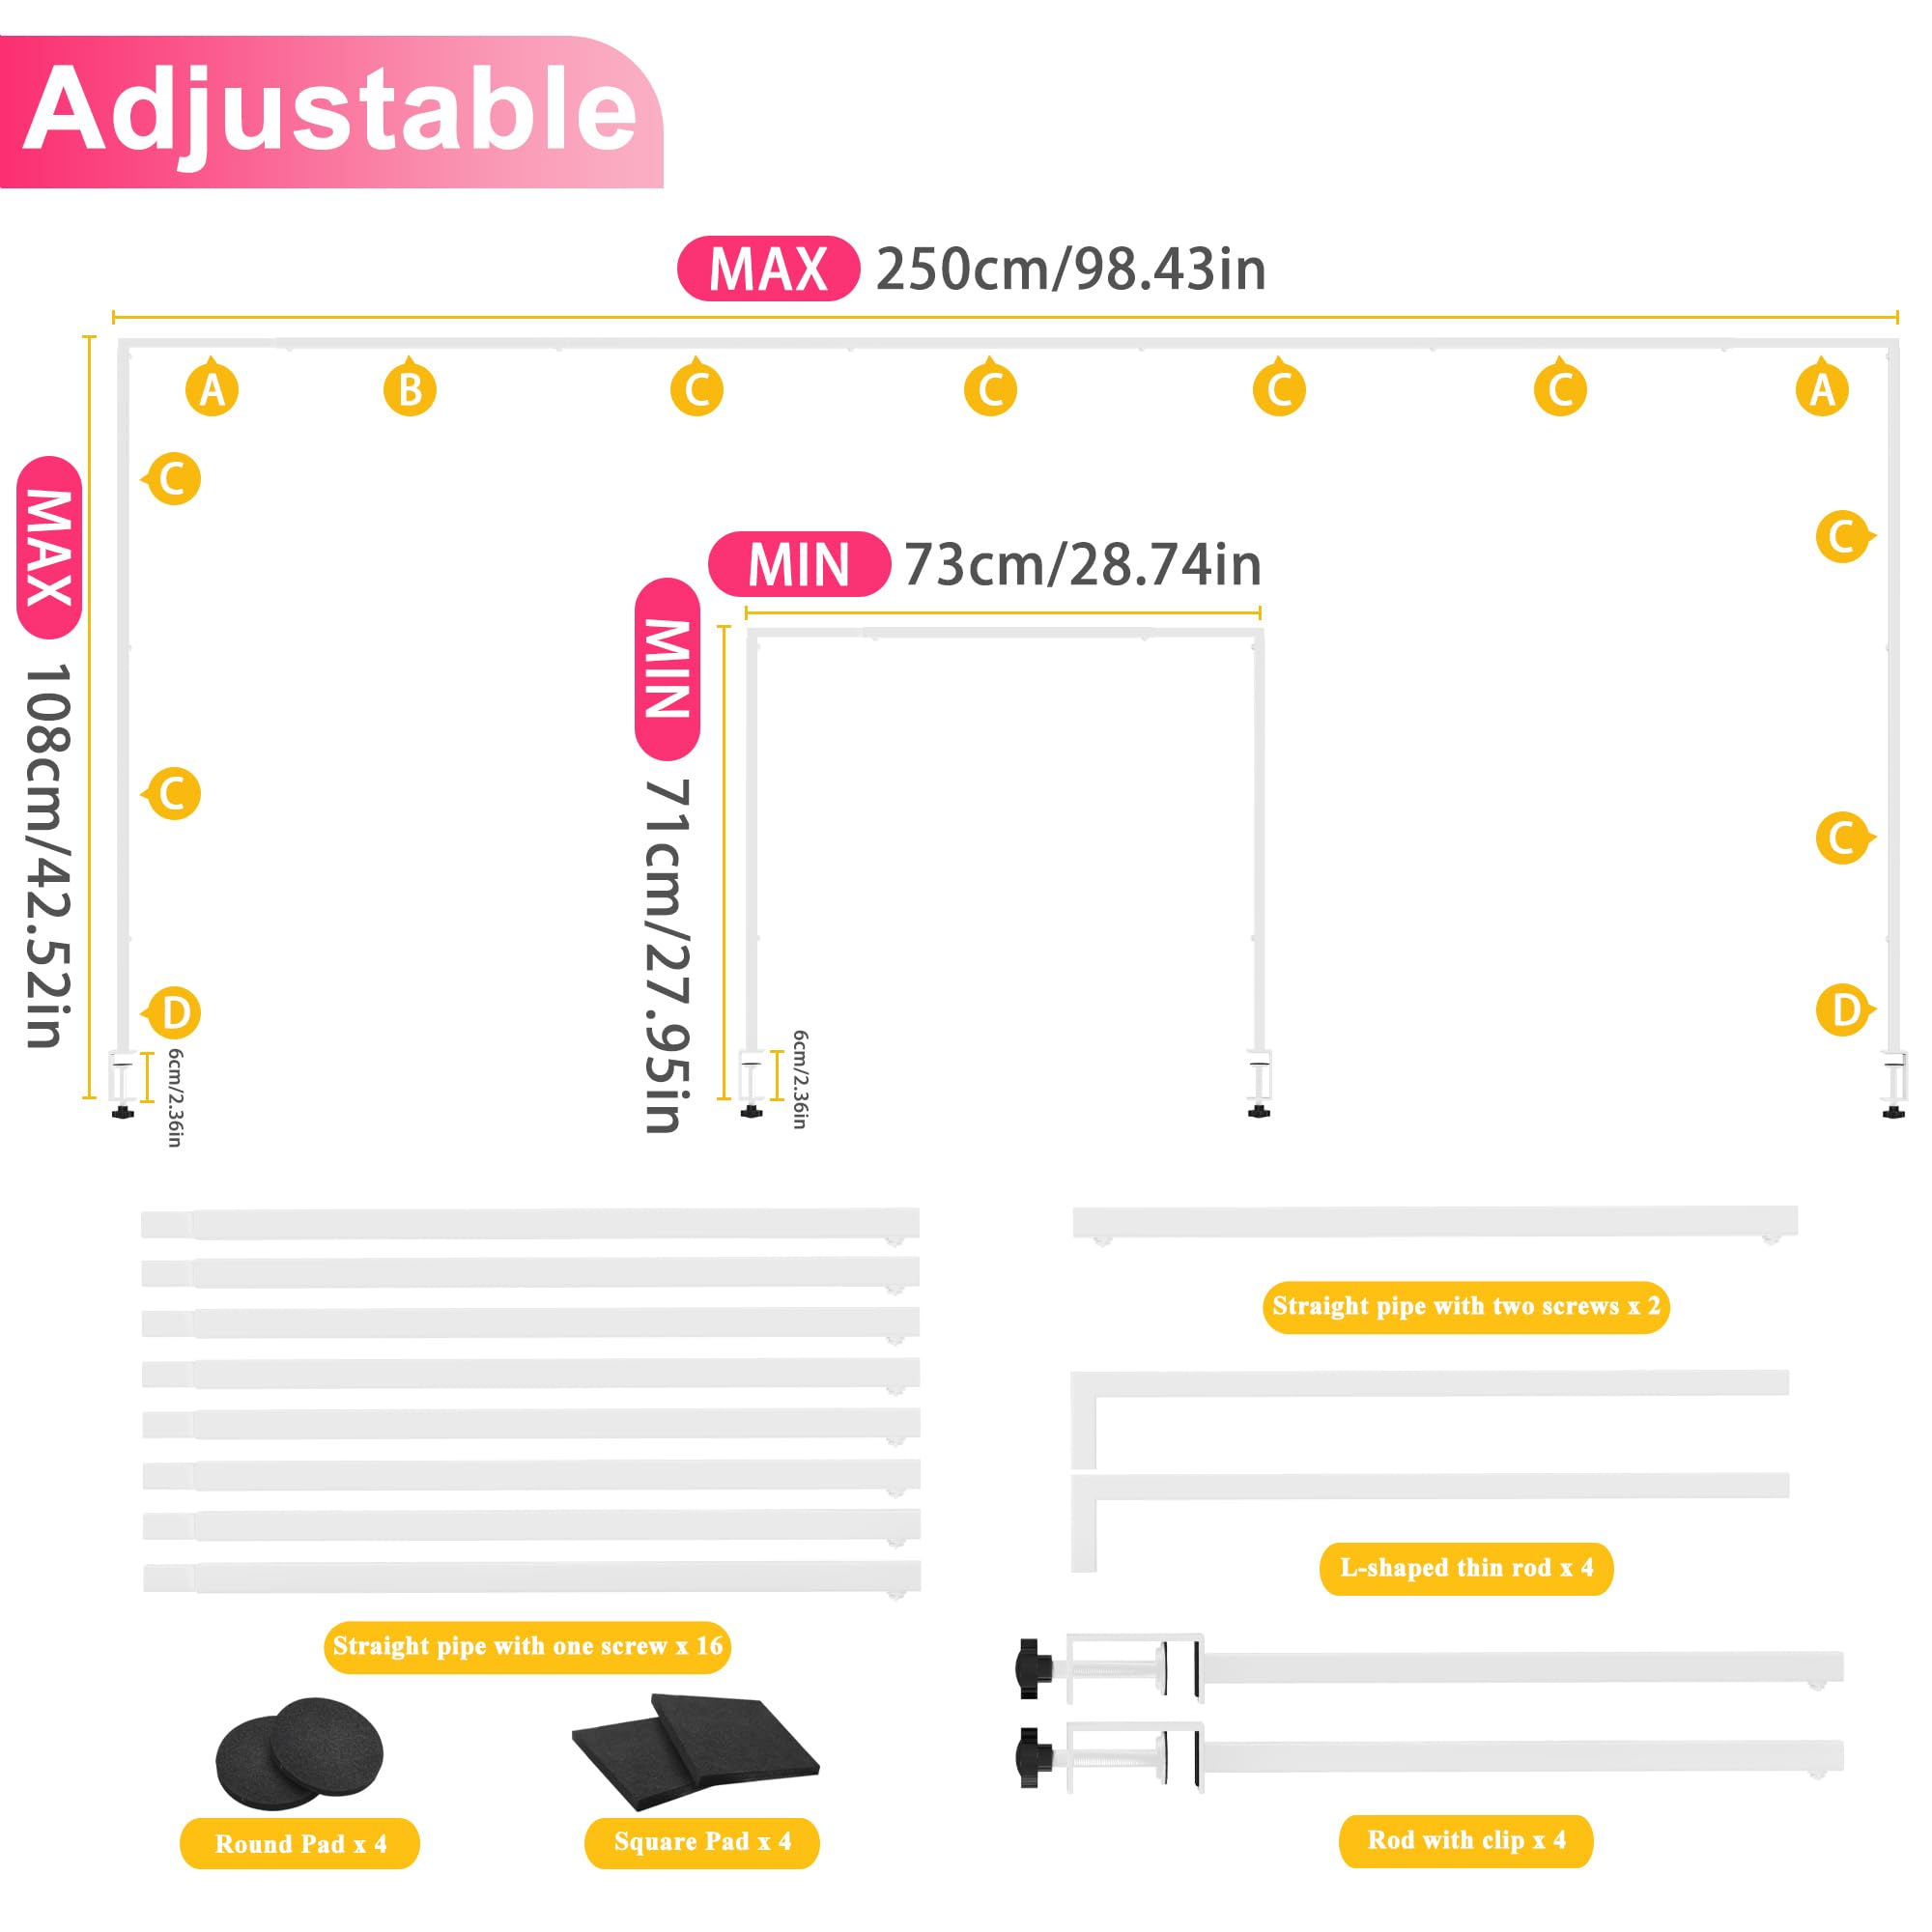 Adjustable
MAX 250cm/98.43in
A B C C C C A
C
C
MAX 108cm/42.52in
MIN 73cm/28.74in
MIN 71cm/27.95in
C
C
D
D
6cm/2.36in
6cm/2.36in
Straight pipe with two screws x 2
L-shaped thin rod x 4
Straight pipe with one screw x 16
Round Pad x 4
Square Pad x 4
Rod with clip x 4